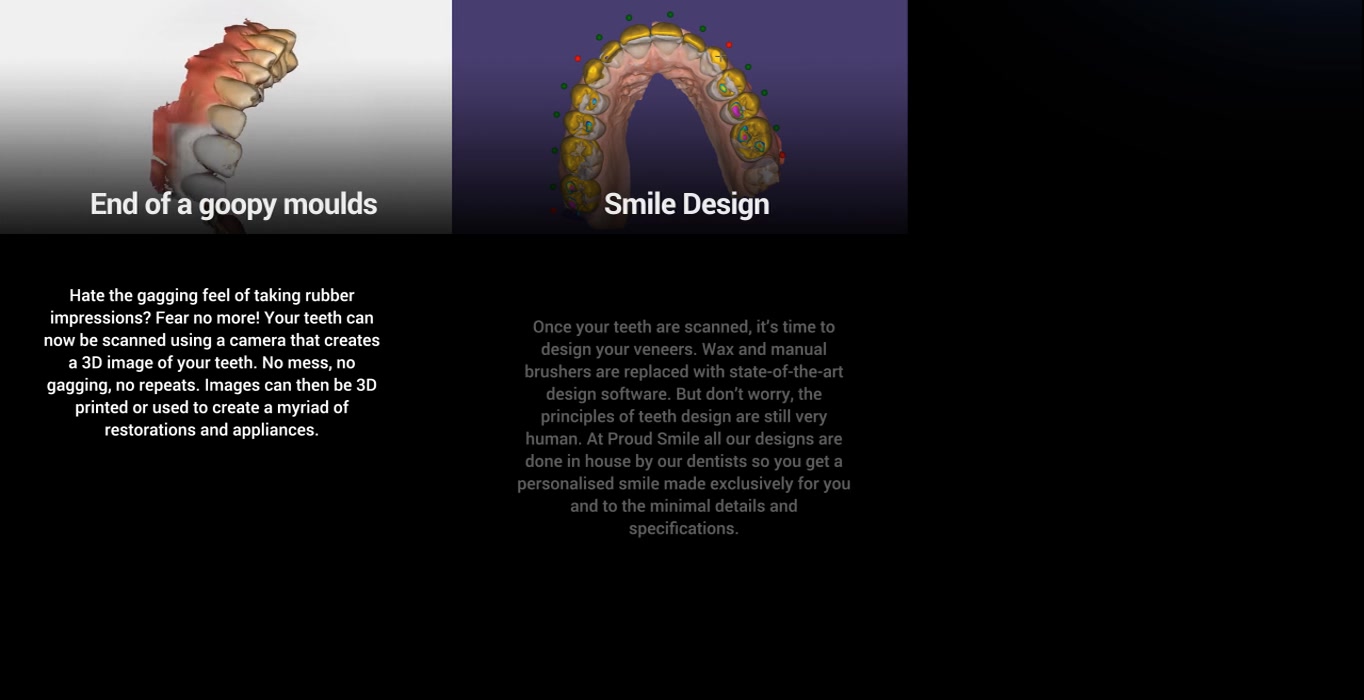 End of a goopy moulds
Smile Design
Hate the gagging feel of taking rubber
impressions? Fear no more! Your teeth can
now be scanned using a camera that creates
a 3D image of your teeth. No mess, no
gagging, no repeats. Images can then be 3D
printed or used to create a myriad of
restorations and appliances.
Once your teeth are scanned, it's time to
design your veneers. Wax and manual
brushers are replaced with state-of-the-art
design software. But don't worry, the
principles of teeth design are still very
human. At Proud Smile all our designs are
done in house by our dentists so you get a
personalised smile made exclusively for you
and to the minimal details and
specifications.